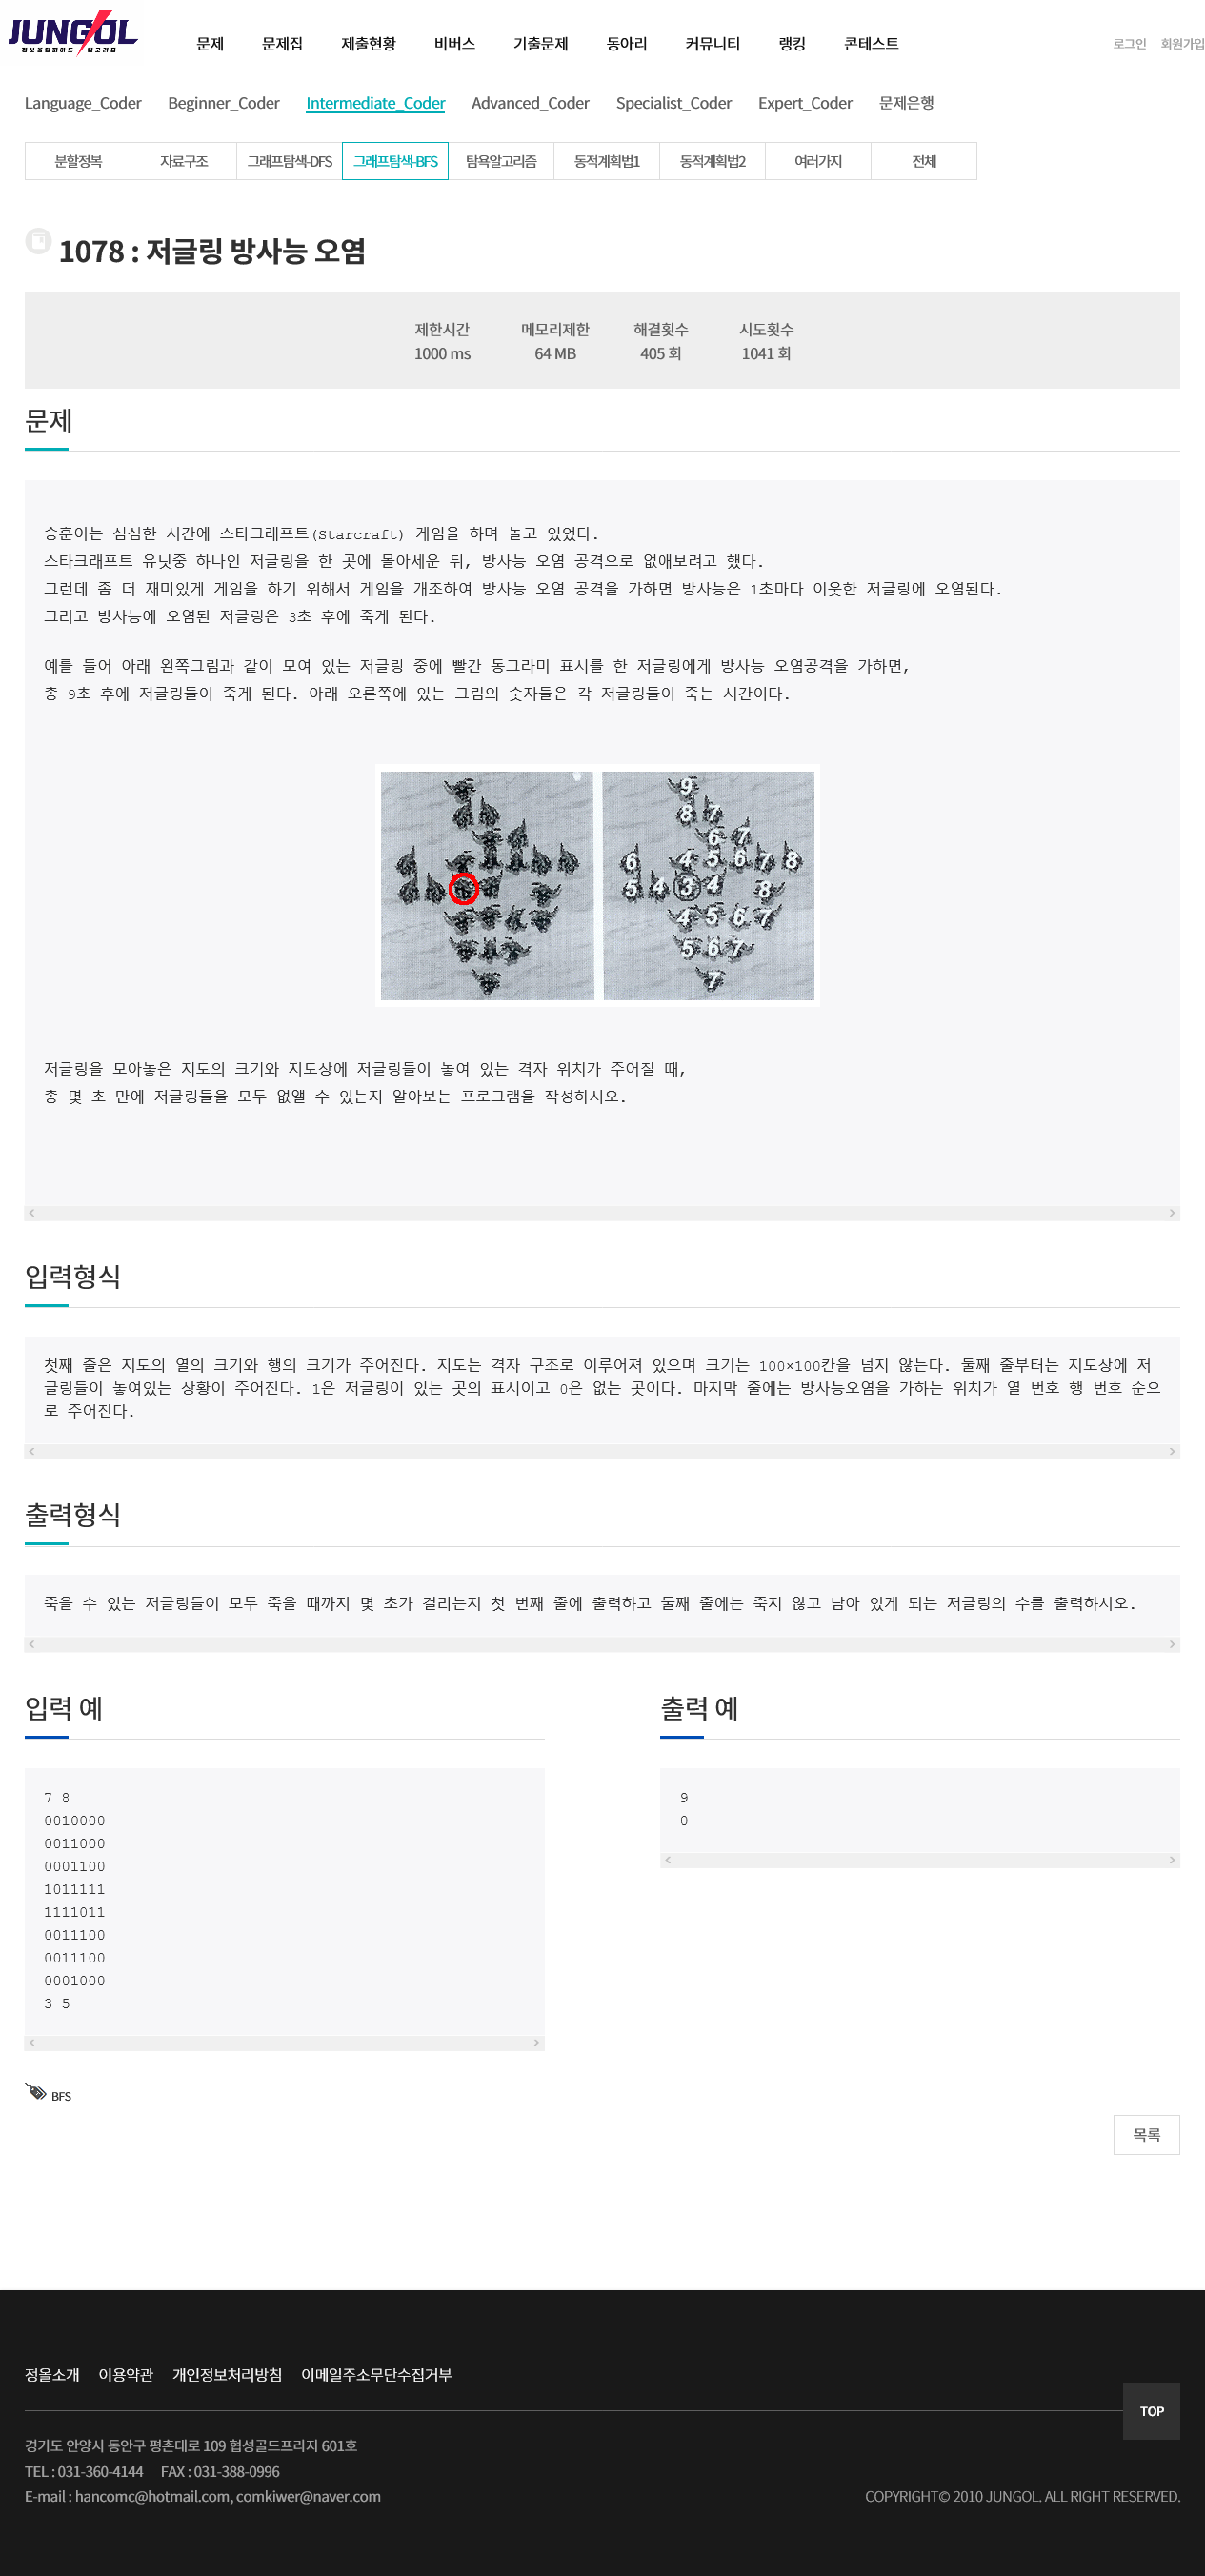 JUNGOL
정보올림피아드 알고리즘
문제 문제집 제출현황 비버스 기출문제 동아리 커뮤니티 랭킹 콘테스트 로그인 회원가입
Language_Coder Beginner_Coder Intermediate_Coder Advanced_Coder Specialist_Coder Expert_Coder 문제은행
분할정복 자료구조 그래프탐색-DFS 그래프탐색-BFS 탐욕알고리즘 동적계획법1 동적계획법2 여러가지 전체
1078 : 저글링 방사능 오염
제한시간 메모리제한 해결횟수 시도횟수
1000 ms 64 MB 405 회 1041 회
문제
승훈이는 심심한 시간에 스타크래프트(Starcraft) 게임을 하며 놀고 있었다.
스타크래프트 유닛중 하나인 저글링을 한 곳에 몰아세운 뒤, 방사능 오염 공격으로 없애보려고 했다.
그런데 좀 더 재미있게 게임을 하기 위해서 게임을 개조하여 방사능 오염 공격을 가하면 방사능은 1초마다 이웃한 저글링에 오염된다.
그리고 방사능에 오염된 저글링은 3초 후에 죽게 된다.
예를 들어 아래 왼쪽그림과 같이 모여 있는 저글링 중에 빨간 동그라미 표시를 한 저글링에게 방사능 오염공격을 가하면,
총 9초 후에 저글링들이 죽게 된다. 아래 오른쪽에 있는 그림의 숫자들은 각 저글링들이 죽는 시간이다.
9
8 7
6 7
6 4 5 6 7 8
5 4 3 4 8
4 5 6 7
5 6 7
7
저글링을 모아놓은 지도의 크기와 지도상에 저글링들이 놓여 있는 격자 위치가 주어질 때,
총 몇 초 만에 저글링들을 모두 없앨 수 있는지 알아보는 프로그램을 작성하시오.
입력형식
첫째 줄은 지도의 열의 크기와 행의 크기가 주어진다. 지도는 격자 구조로 이루어져 있으며 크기는 100×100칸을 넘지 않는다. 둘째 줄부터는 지도상에 저
글링들이 놓여있는 상황이 주어진다. 1은 저글링이 있는 곳의 표시이고 0은 없는 곳이다. 마지막 줄에는 방사능오염을 가하는 위치가 열 번호 행 번호 순으
로 주어진다.
출력형식
죽을 수 있는 저글링들이 모두 죽을 때까지 몇 초가 걸리는지 첫 번째 줄에 출력하고 둘째 줄에는 죽지 않고 남아 있게 되는 저글링의 수를 출력하시오.
입력 예
7 8
0010000
0011000
0001100
1011111
1111011
0011100
0011100
0001000
3 5
출력 예
9
0
BFS
목록
정올소개 이용약관 개인정보처리방침 이메일주소무단수집거부
TOP
경기도 안양시 동안구 평촌대로 109 협성골드프라자 601호
TEL : 031-360-4144 FAX : 031-388-0996
E-mail : hancomc@hotmail.com, comkiwer@naver.com
COPYRIGHT© 2010 JUNGOL. ALL RIGHT RESERVED.